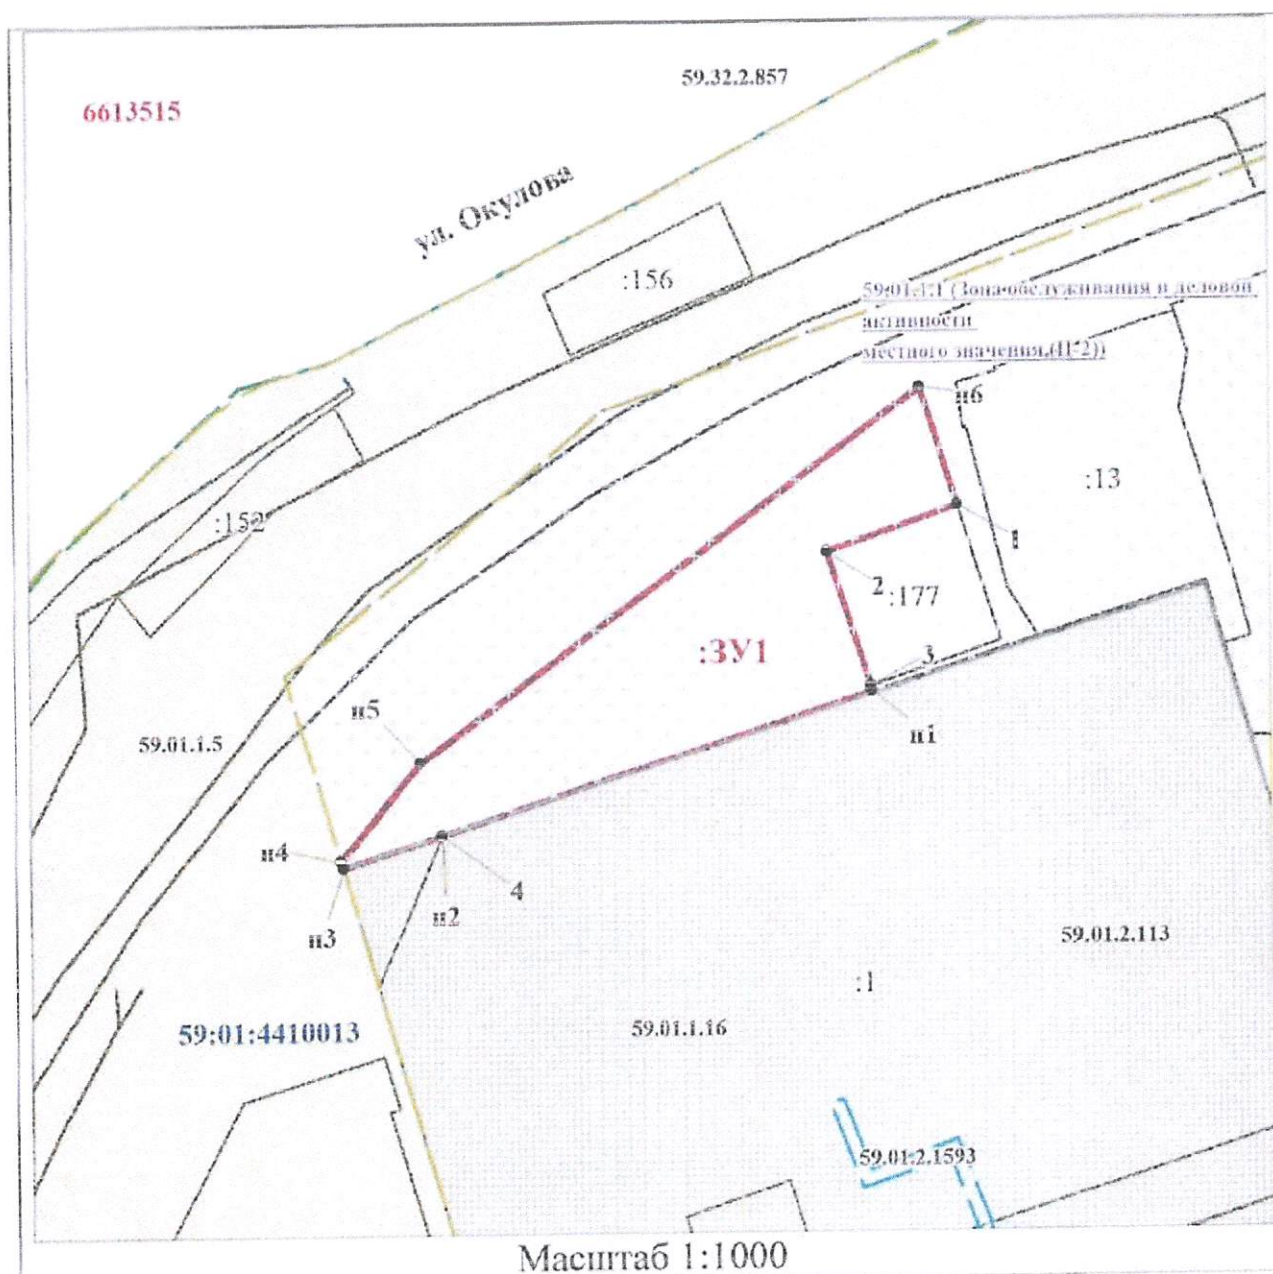 59.32.2.857
6613515
ул. Окулова
:156
59.01.1.1 (Зона обслуживания и деловой
активности
местного значения,(Ц-2))
н6
:13
:152
1
2
:177
:ЗУ1
3
н5
н1
59.01.1.5
н4
4
н2
н3
59.01.2.113
:1
59.01.1.16
59:01:4410013
59.01.2.1593
Масштаб 1:1000